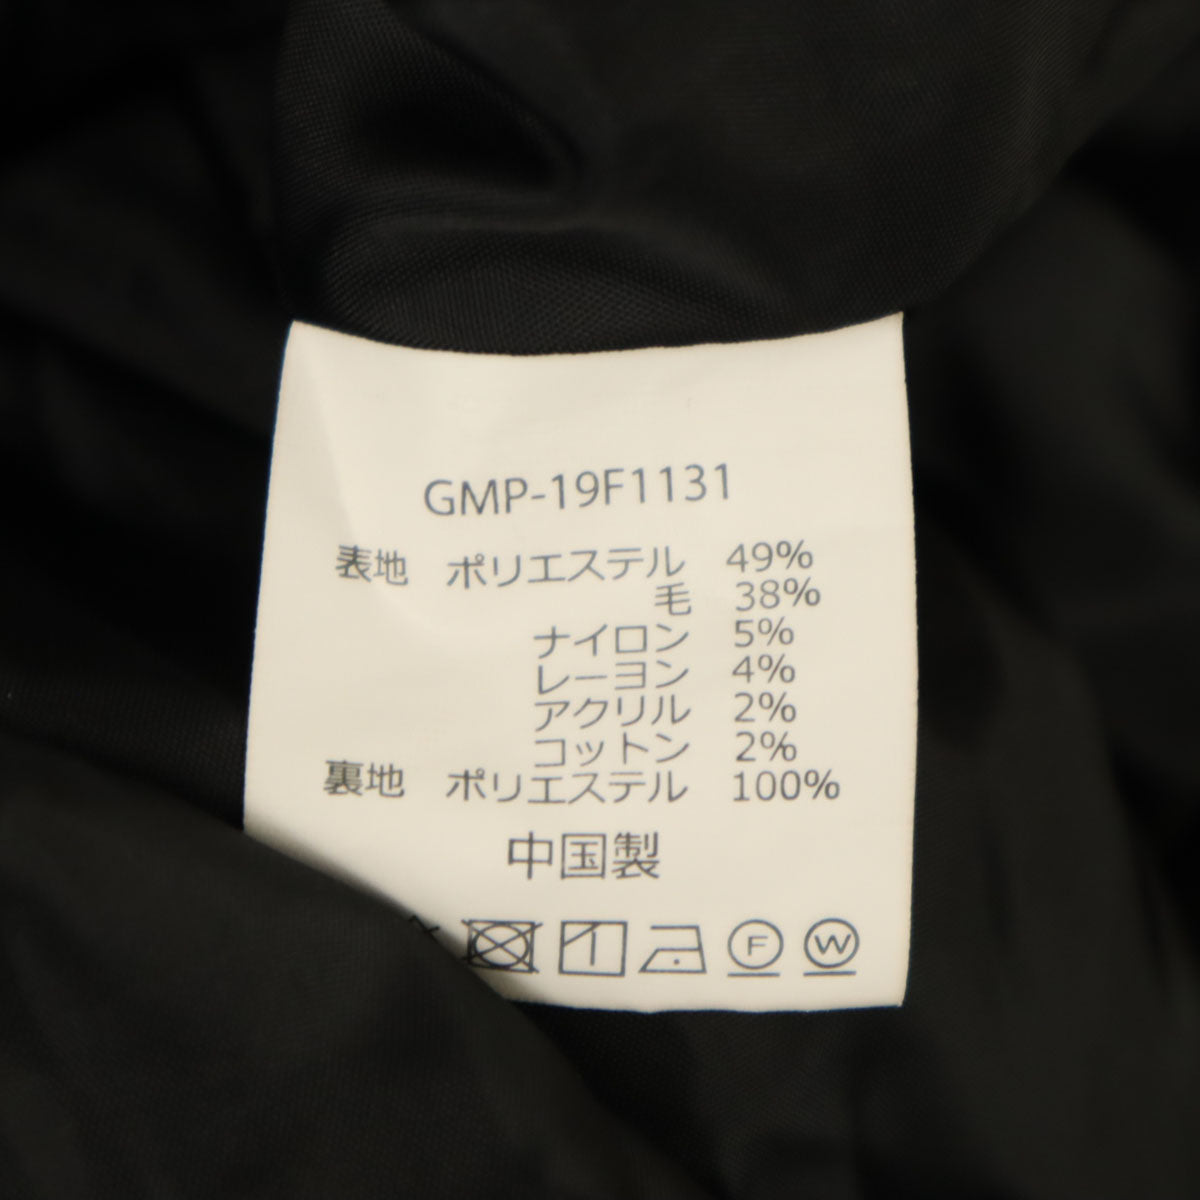 GMP-19F1131
表地 ポリエステル 49%
毛 38%
ナイロン 5%
レーヨン 4%
アクリル 2%
コットン 2%
裏地 ポリエステル 100%
中国製
F W